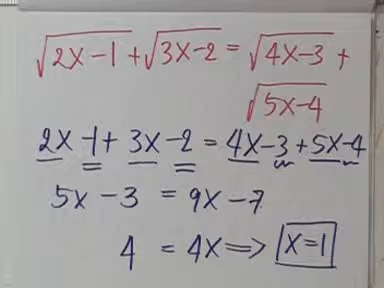 √2x-1 + √3x-2 = √4x-3 +
√5x-4
2x-1+3x-2=4x-3+5x-4
5x-3=9x-7
4=4x⇒x=1